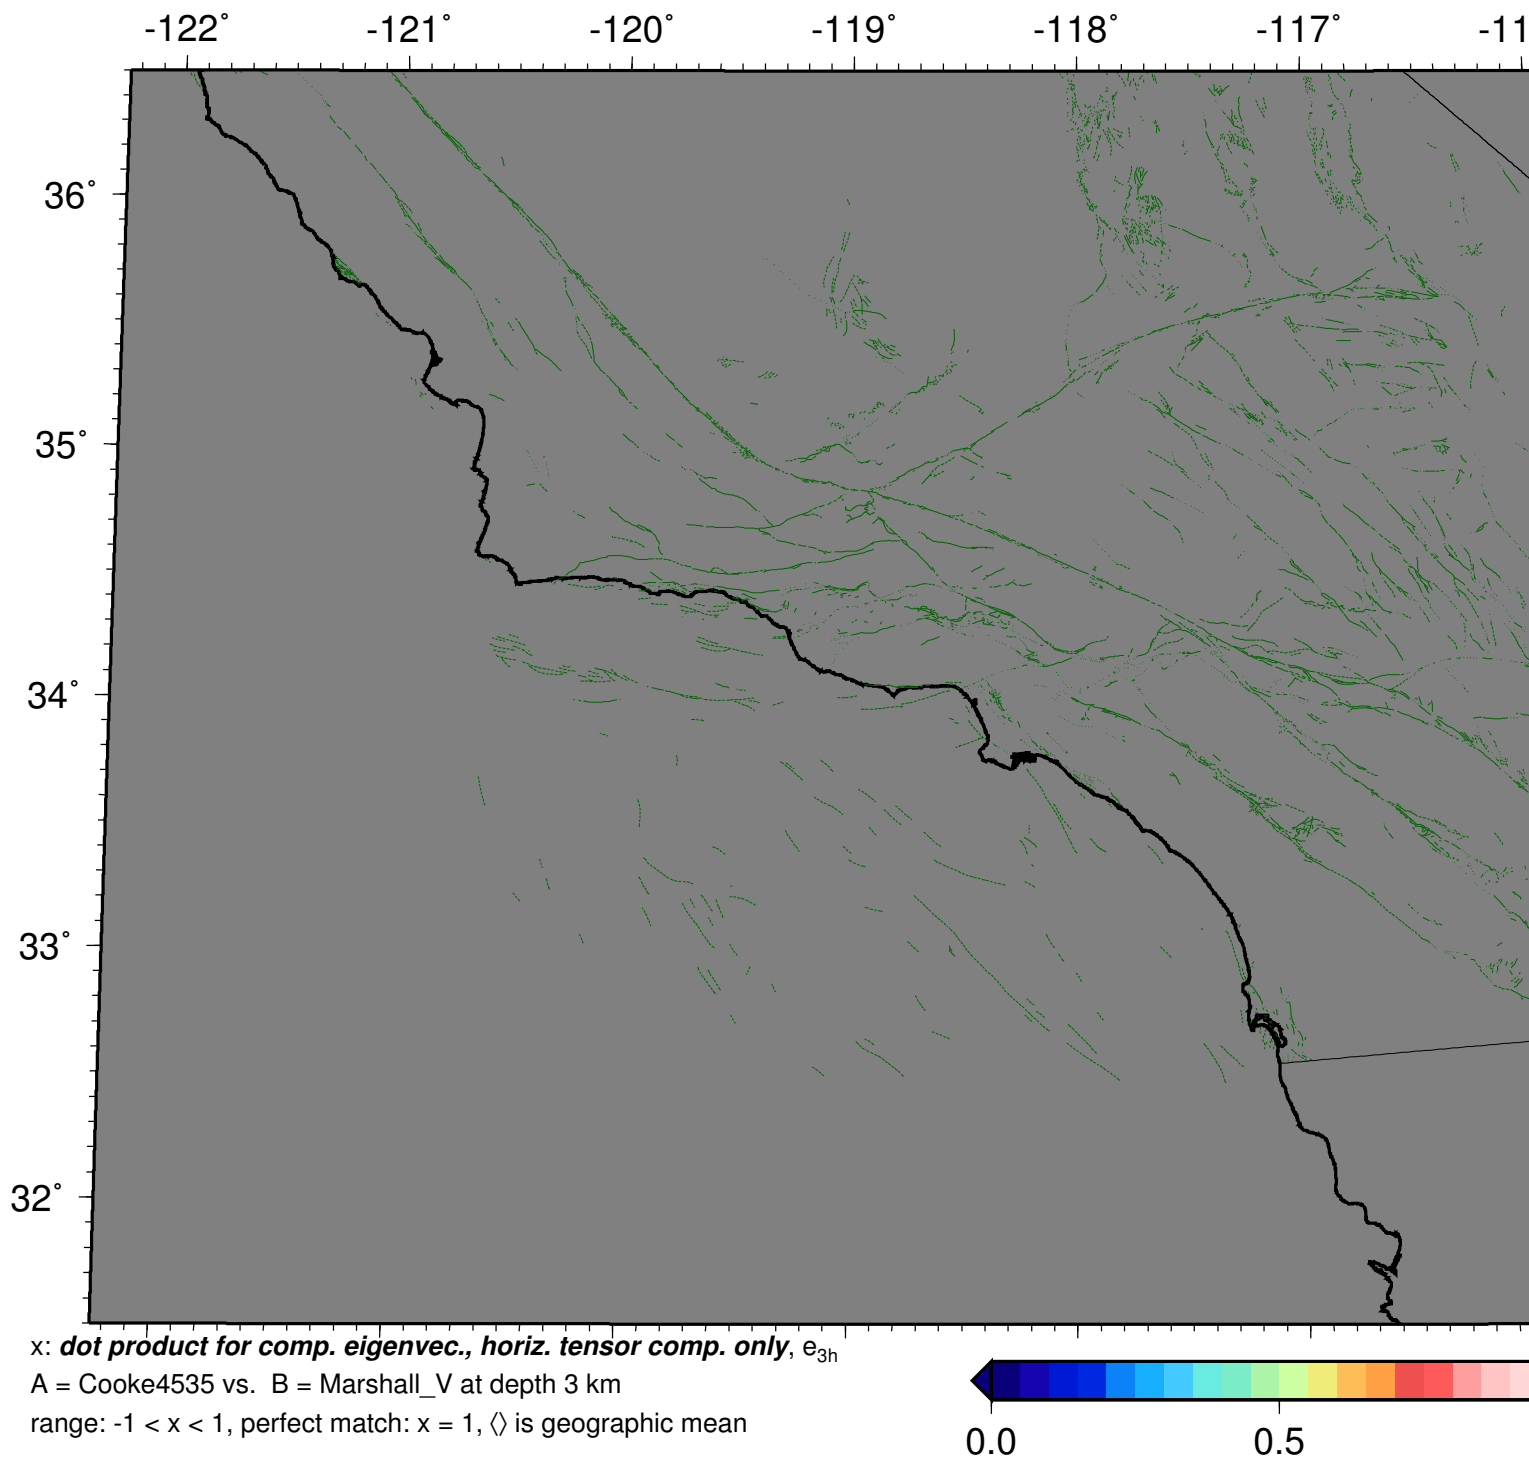 -122° -121° -120° -119° -118° -117° -11
36°
35°
34°
33°
32°
x: dot product for comp. eigenvec., horiz. tensor comp. only, e3h
A = Cooke4535 vs. B = Marshall_V at depth 3 km
range: -1 < x < 1, perfect match: x = 1, ⟨⟩ is geographic mean
0.0 0.5